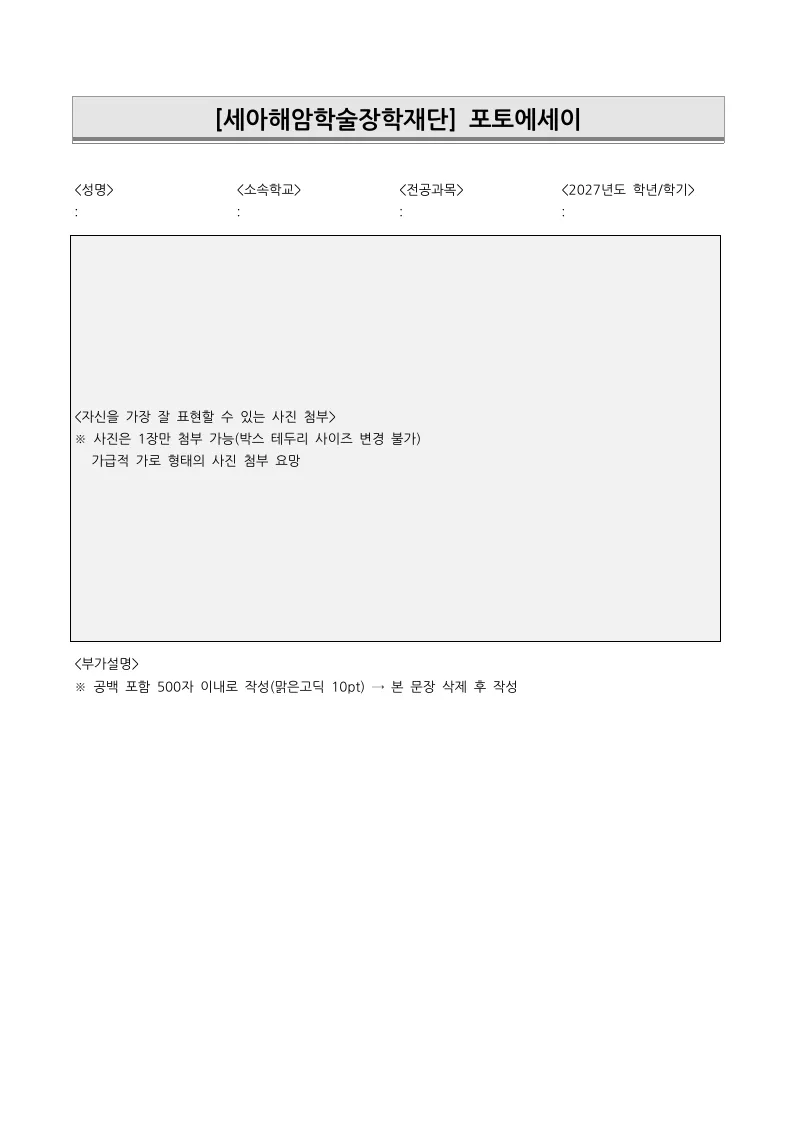 [세아해암학술장학재단] 포토에세이
<성명> <소속학교> <전공과목> <2027년도 학년/학기>
: : : :
<자신을 가장 잘 표현할 수 있는 사진 첨부>
※ 사진은 1장만 첨부 가능(박스 테두리 사이즈 변경 불가)
가급적 가로 형태의 사진 첨부 요망
<부가설명>
※ 공백 포함 500자 이내로 작성(맑은고딕 10pt) → 본 문장 삭제 후 작성